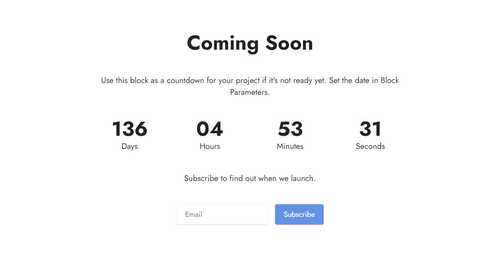 Coming Soon
Use this block as a countdown for your project if it's not ready yet. Set the date in Block
Parameters.
136 04 53 31
Days Hours Minutes Seconds
Subscribe to find out when we launch.
Email Subscribe